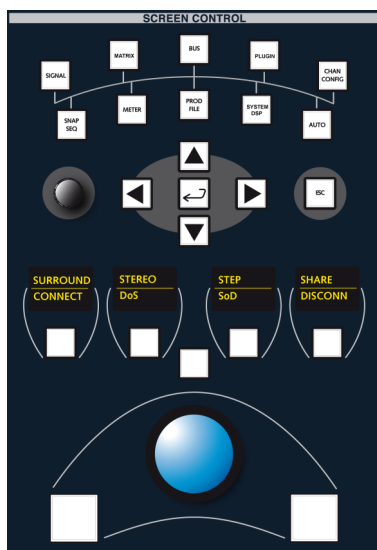 SCREEN CONTROL
BUS
MATRIX
PLUGIN
SIGNAL
CHAN
CONFIG
SNAP
SEQ
METER
PROD
FILE
SYSTEM
DSP
AUTO
ESC
SURROUND
CONNECT
STEREO
DoS
STEP
SoD
SHARE
DISCONN